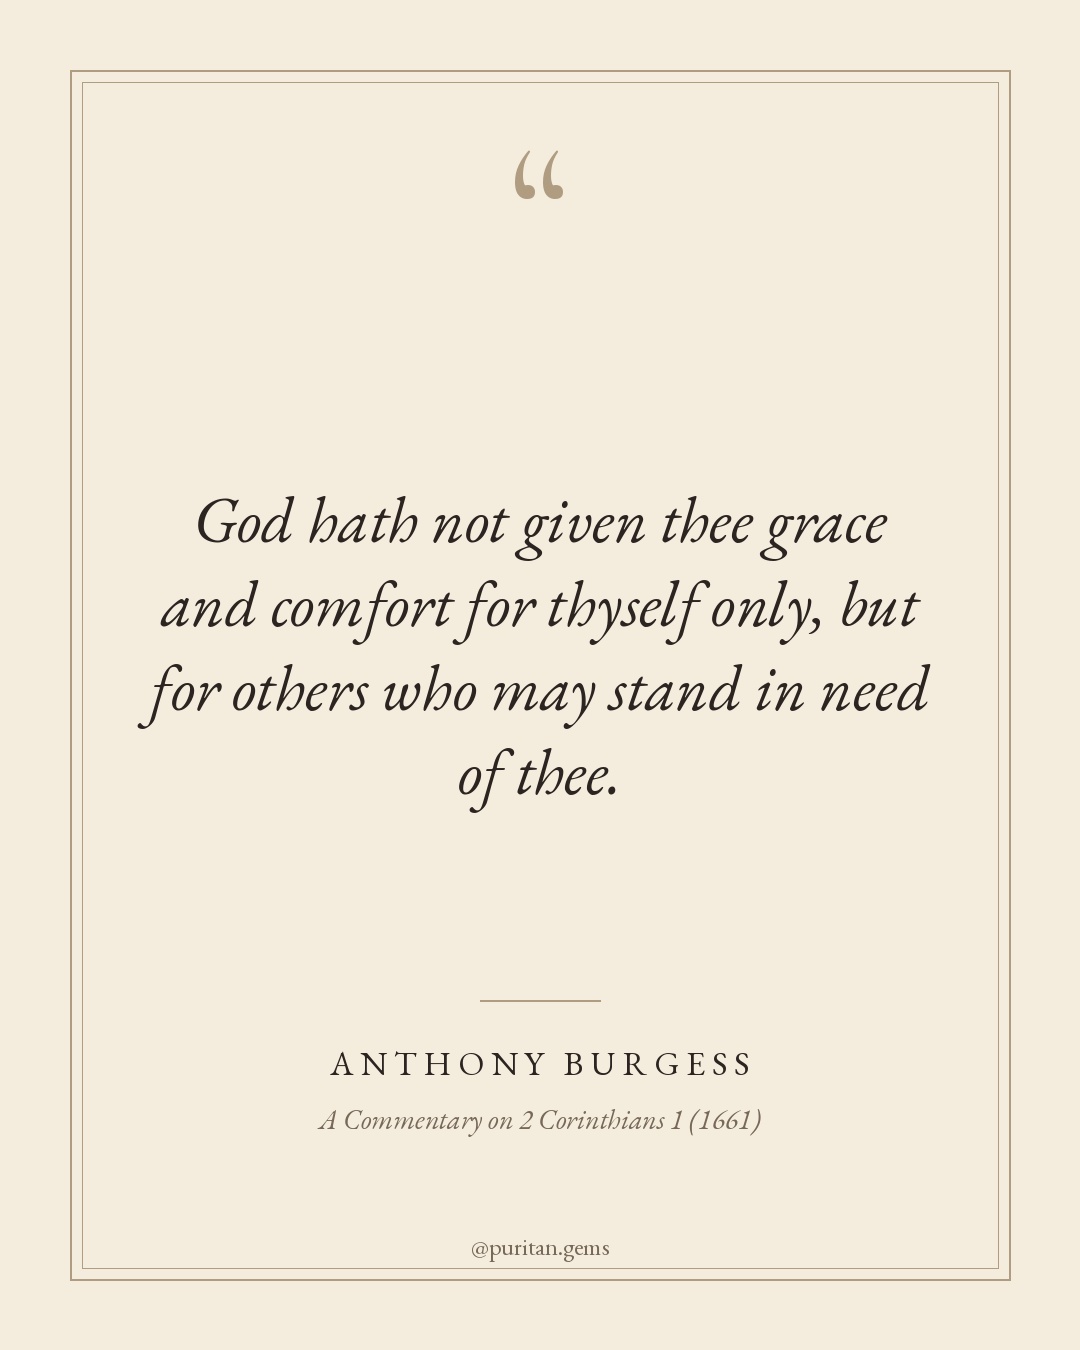 “
God hath not given thee grace
and comfort for thyself only, but
for others who may stand in need
of thee.
ANTHONY BURGESS
A Commentary on 2 Corinthians 1 (1661)
@puritan.gems